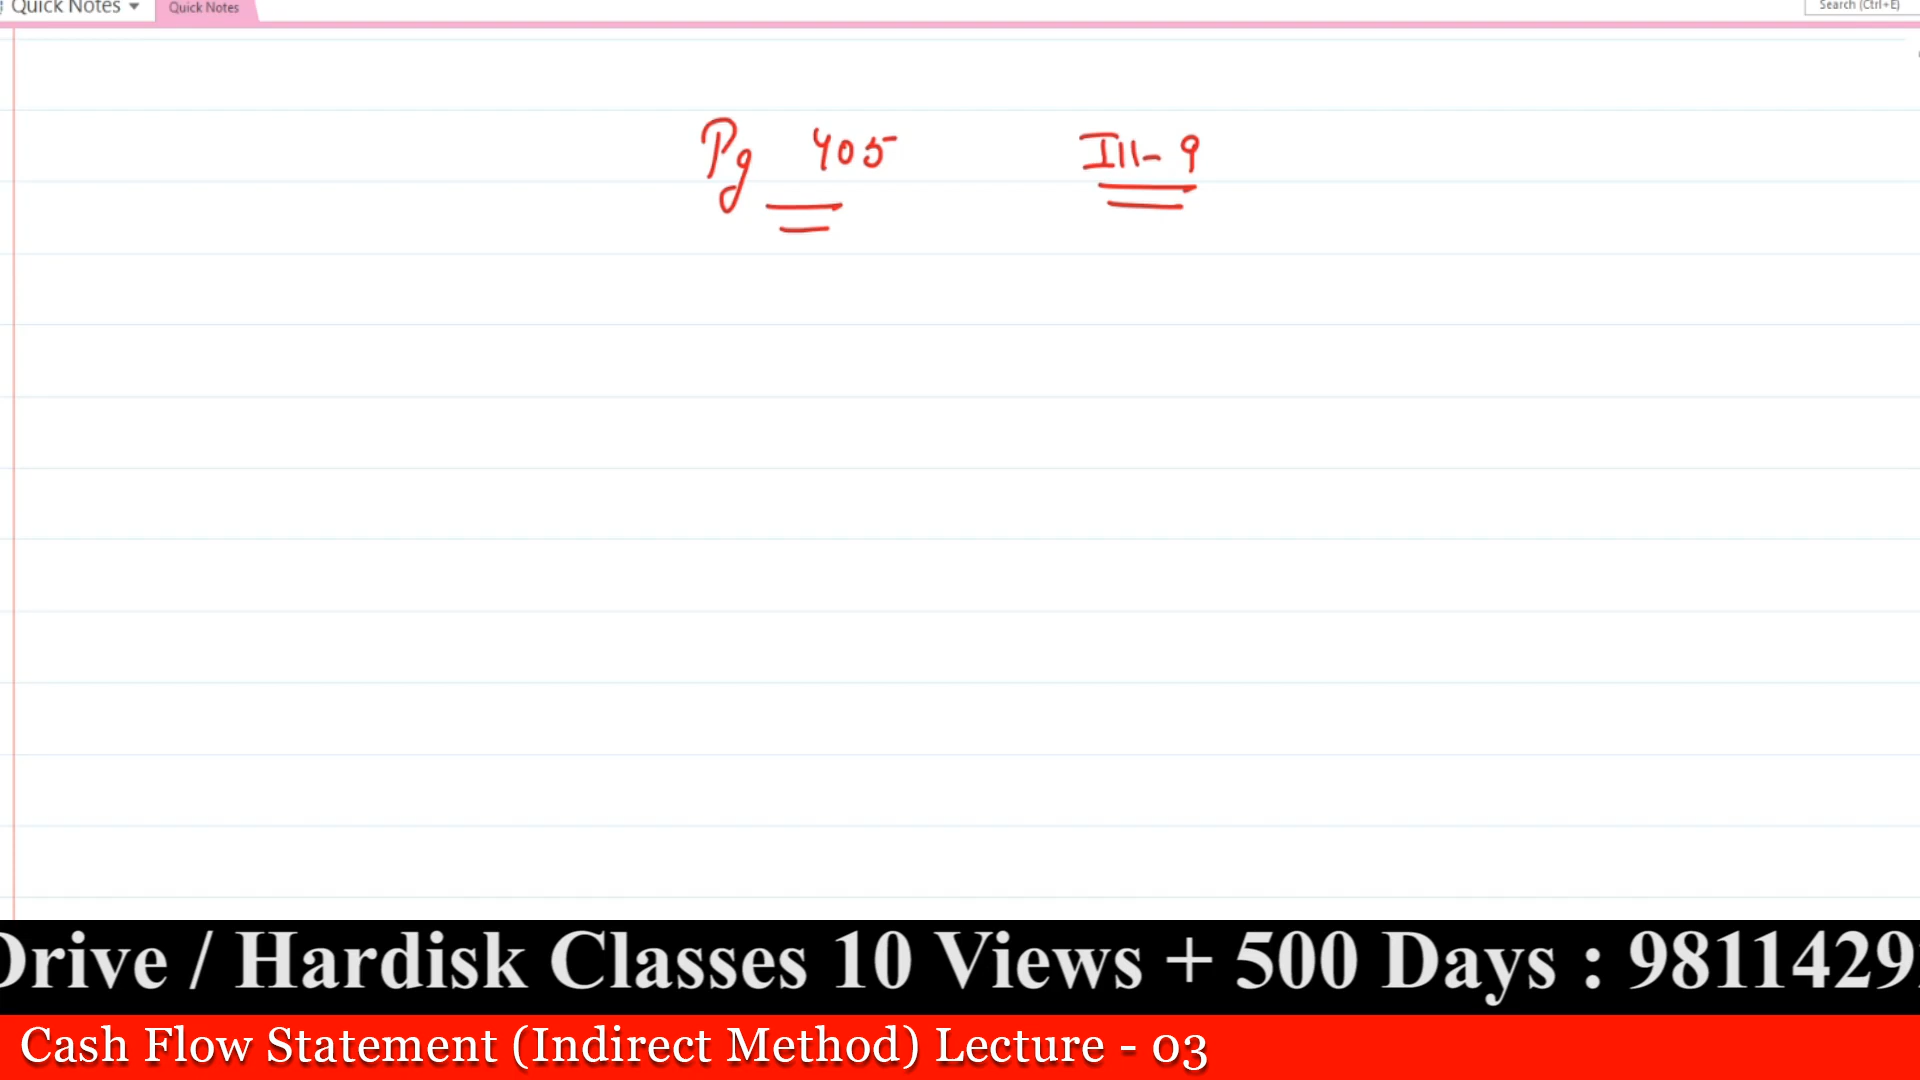 Quick Notes
Quick Notes
Search (Ctrl+E)
Pg 405 Ill-9
Drive / Hardisk Classes 10 Views + 500 Days : 9811429
Cash Flow Statement (Indirect Method) Lecture - 03